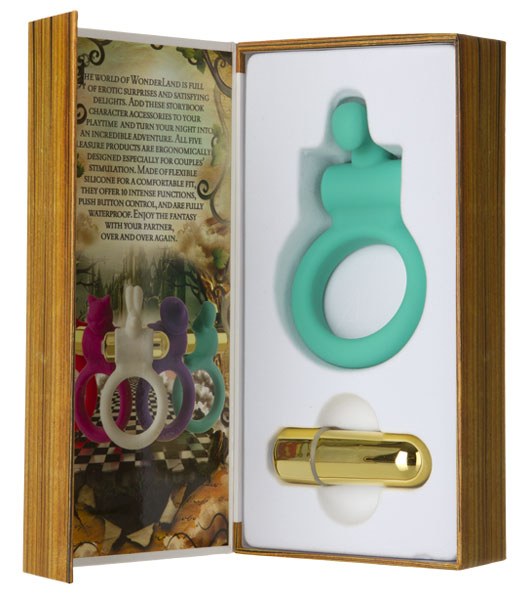 THE WORLD OF WONDERLAND IS FULL
OF EROTIC SURPRISES AND SATISFYING
DELIGHTS. ADD THESE STORYBOOK
CHARACTER ACCESSORIES TO YOUR
PLAYTIME AND TURN YOUR NIGHT INTO
AN INCREDIBLE ADVENTURE. ALL FIVE
PLEASURE PRODUCTS ARE ERGONOMICALLY
DESIGNED ESPECIALLY FOR COUPLES'
STIMULATION. MADE OF FLEXIBLE
SILICONE FOR A COMFORTABLE FIT,
THEY OFFER 10 INTENSE FUNCTIONS,
PUSH BUTTON CONTROL, AND ARE FULLY
WATERPROOF. ENJOY THE FANTASY
WITH YOUR PARTNER,
OVER AND OVER AGAIN.